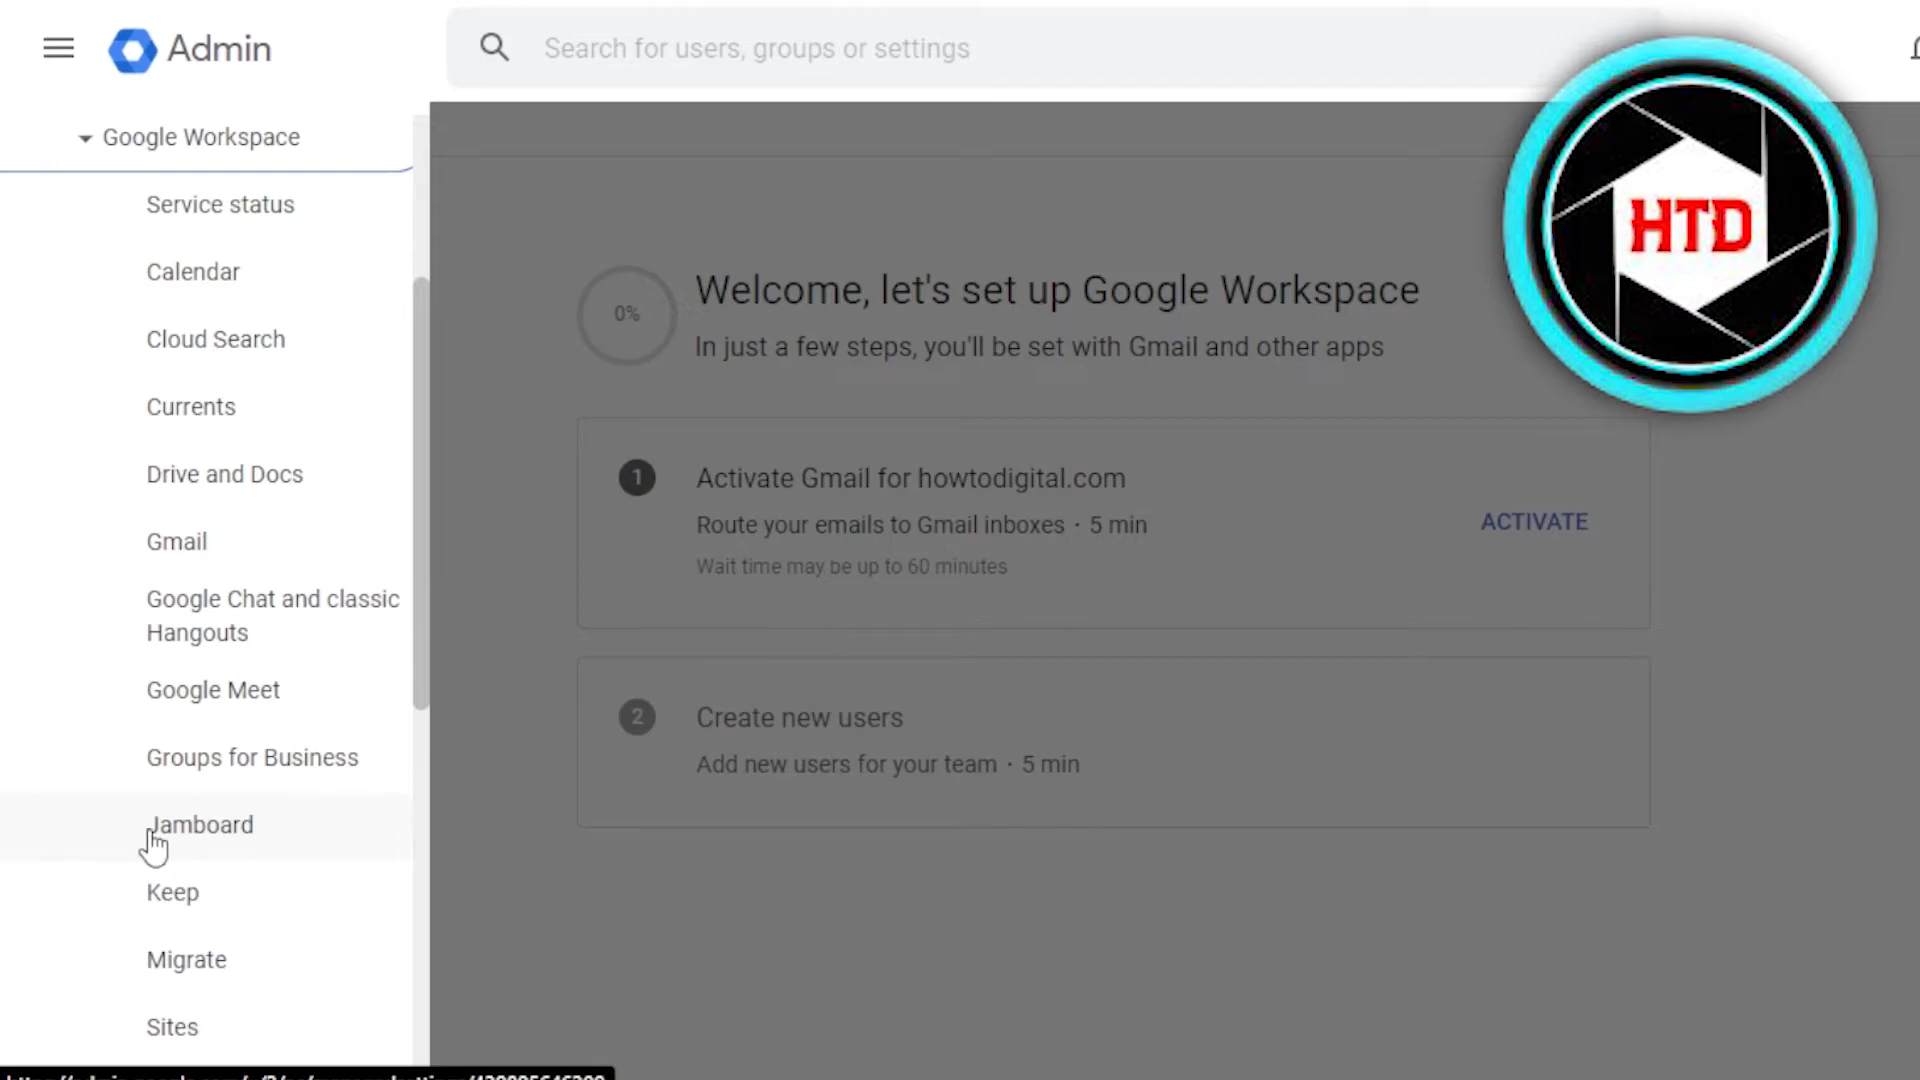 Admin
Search for users, groups or settings
Google Workspace
Service status
Calendar
Cloud Search
Currents
Drive and Docs
Gmail
Google Chat and classic
Hangouts
Google Meet
Groups for Business
Jamboard
Keep
Migrate
Sites
HTD
0%
Welcome, let's set up Google Workspace
In just a few steps, you'll be set with Gmail and other apps
1
Activate Gmail for howtodigital.com
Route your emails to Gmail inboxes · 5 min
Wait time may be up to 60 minutes
ACTIVATE
2
Create new users
Add new users for your team · 5 min